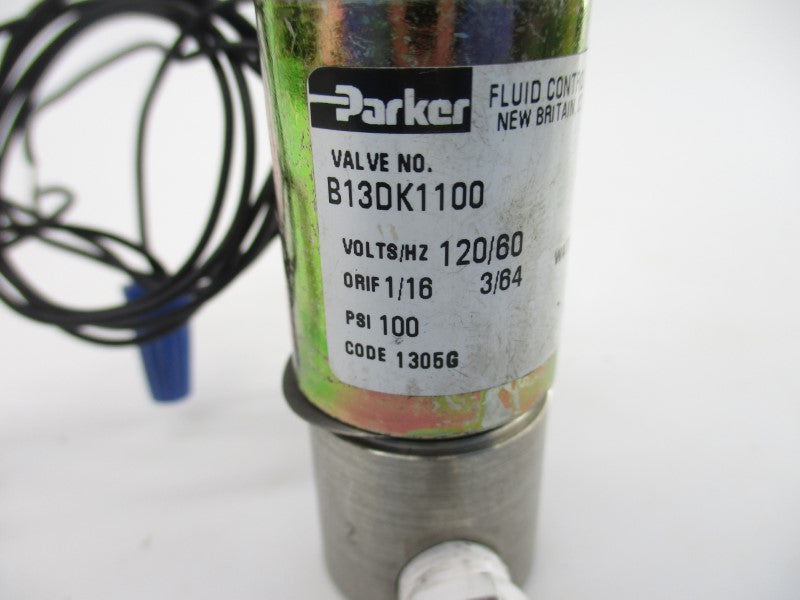 Parker
FLUID
NEW BRITAIN,
VALVE NO.
B13DK1100
VOLTS/HZ 120/60
ORIF 1/16 3/64
PSI 100
CODE 1305G